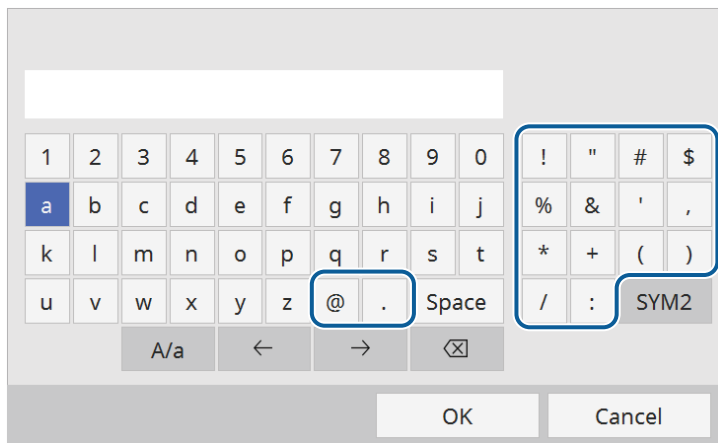 1 2 3 4 5 6 7 8 9 0 ! " # $
a b c d e f g h i j % & ' ,
k l m n o p q r s t * + ( )
u v w x y z @ . Space / : SYM2
A/a ← → ⌫
OK Cancel